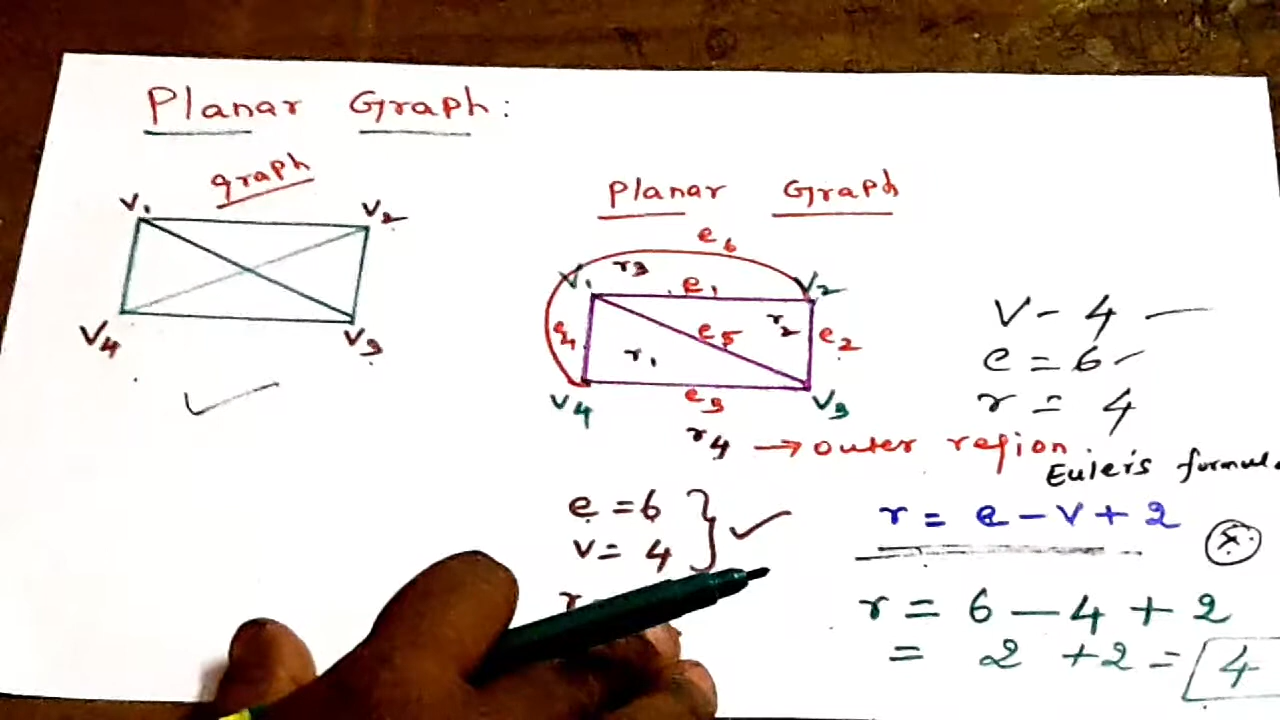 Planar Graph:
graph
V1 V2
V4 V3
Planar Graph
e6
r3
V1 e1 V2
r2
e4 e5 e2
r1
V4 e3 V3
r4 → outer region.
V - 4
e = 6
r = 4
Euler's
r = e - v + 2
e = 6
v = 4
r = 6 - 4 + 2
= 2 + 2 = 4